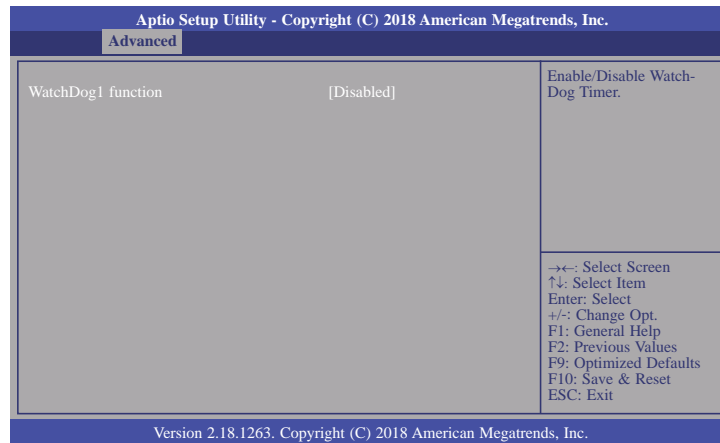 Aptio Setup Utility - Copyright (C) 2018 American Megatrends, Inc.
Advanced
WatchDog1 function [Disabled]
Enable/Disable Watch-
Dog Timer.
→←: Select Screen
↑↓: Select Item
Enter: Select
+/-: Change Opt.
F1: General Help
F2: Previous Values
F9: Optimized Defaults
F10: Save & Reset
ESC: Exit
Version 2.18.1263. Copyright (C) 2018 American Megatrends, Inc.